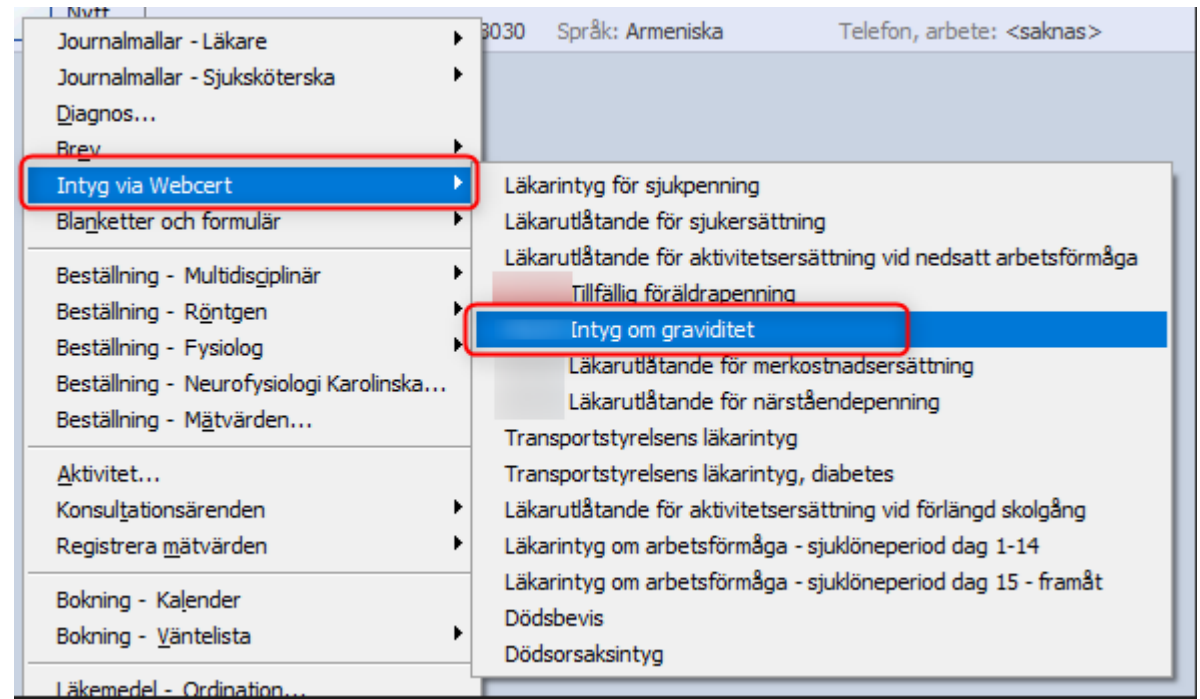 Nytt
3030 Språk: Armeniska Telefon, arbete: <saknas>
Journalmallar - Läkare
Journalmallar - Sjuksköterska
Diagnos...
Brev
Intyg via Webcert
Blanketter och formulär
Beställning - Multidisciplinär
Beställning - Röntgen
Beställning - Fysiolog
Beställning - Neurofysiologi Karolinska...
Beställning - Mätvärden...
Aktivitet...
Konsultationsärenden
Registrera mätvärden
Bokning - Kalender
Bokning - Väntelista
Läkemedel - Ordination...
Läkarintyg för sjukpenning
Läkarutlåtande för sjukersättning
Läkarutlåtande för aktivitetsersättning vid nedsatt arbetsförmåga
Tillfällig föräldrapenning
Intyg om graviditet
Läkarutlåtande för merkostnadsersättning
Läkarutlåtande för närståendepenning
Transportstyrelsens läkarintyg
Transportstyrelsens läkarintyg, diabetes
Läkarutlåtande för aktivitetsersättning vid förlängd skolgång
Läkarintyg om arbetsförmåga - sjuklöneperiod dag 1-14
Läkarintyg om arbetsförmåga - sjuklöneperiod dag 15 - framåt
Dödsbevis
Dödsorsaksintyg